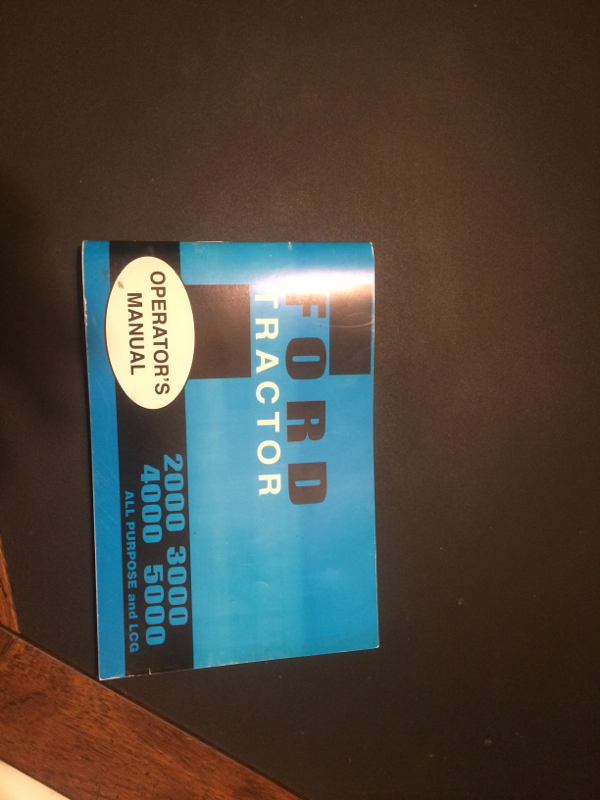 FORD
TRACTOR
OPERATOR'S
MANUAL
2000 3000
4000 5000
ALL PURPOSE and LCG